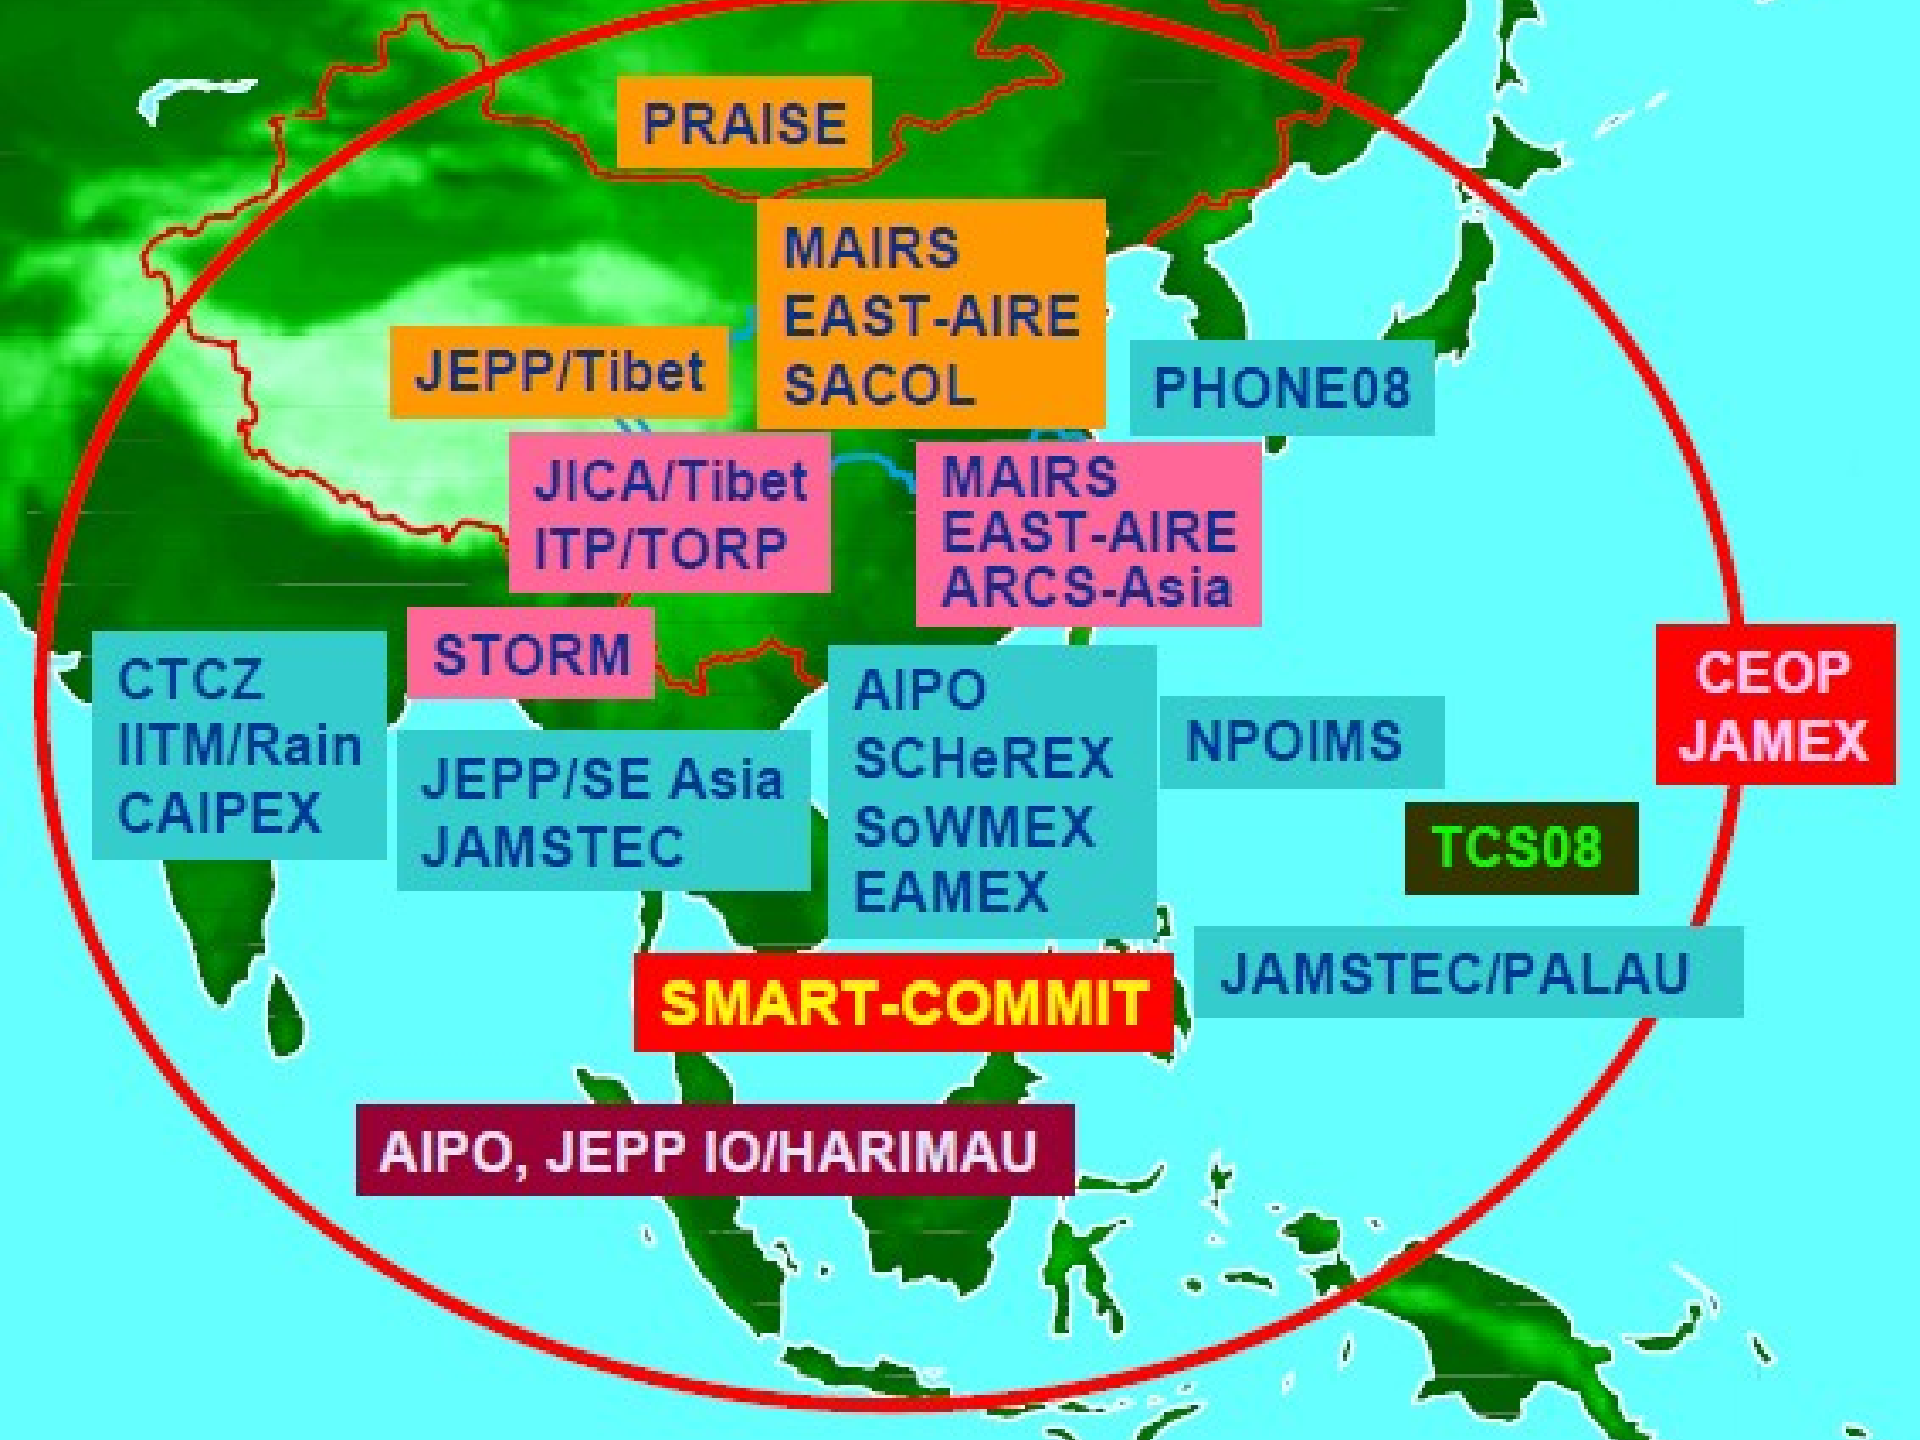 PRAISE
MAIRS
EAST-AIRE
SACOL
JEPP/Tibet
PHONE08
JICA/Tibet
ITP/TORP
MAIRS
EAST-AIRE
ARCS-Asia
STORM
CTCZ
IITM/Rain
CAIPEX
JEPP/SE Asia
JAMSTEC
AIPO
SCHeREX
SoWMEX
EAMEX
NPOIMS
CEOP
JAMEX
TCS08
JAMSTEC/PALAU
SMART-COMMIT
AIPO, JEPP IO/HARIMAU